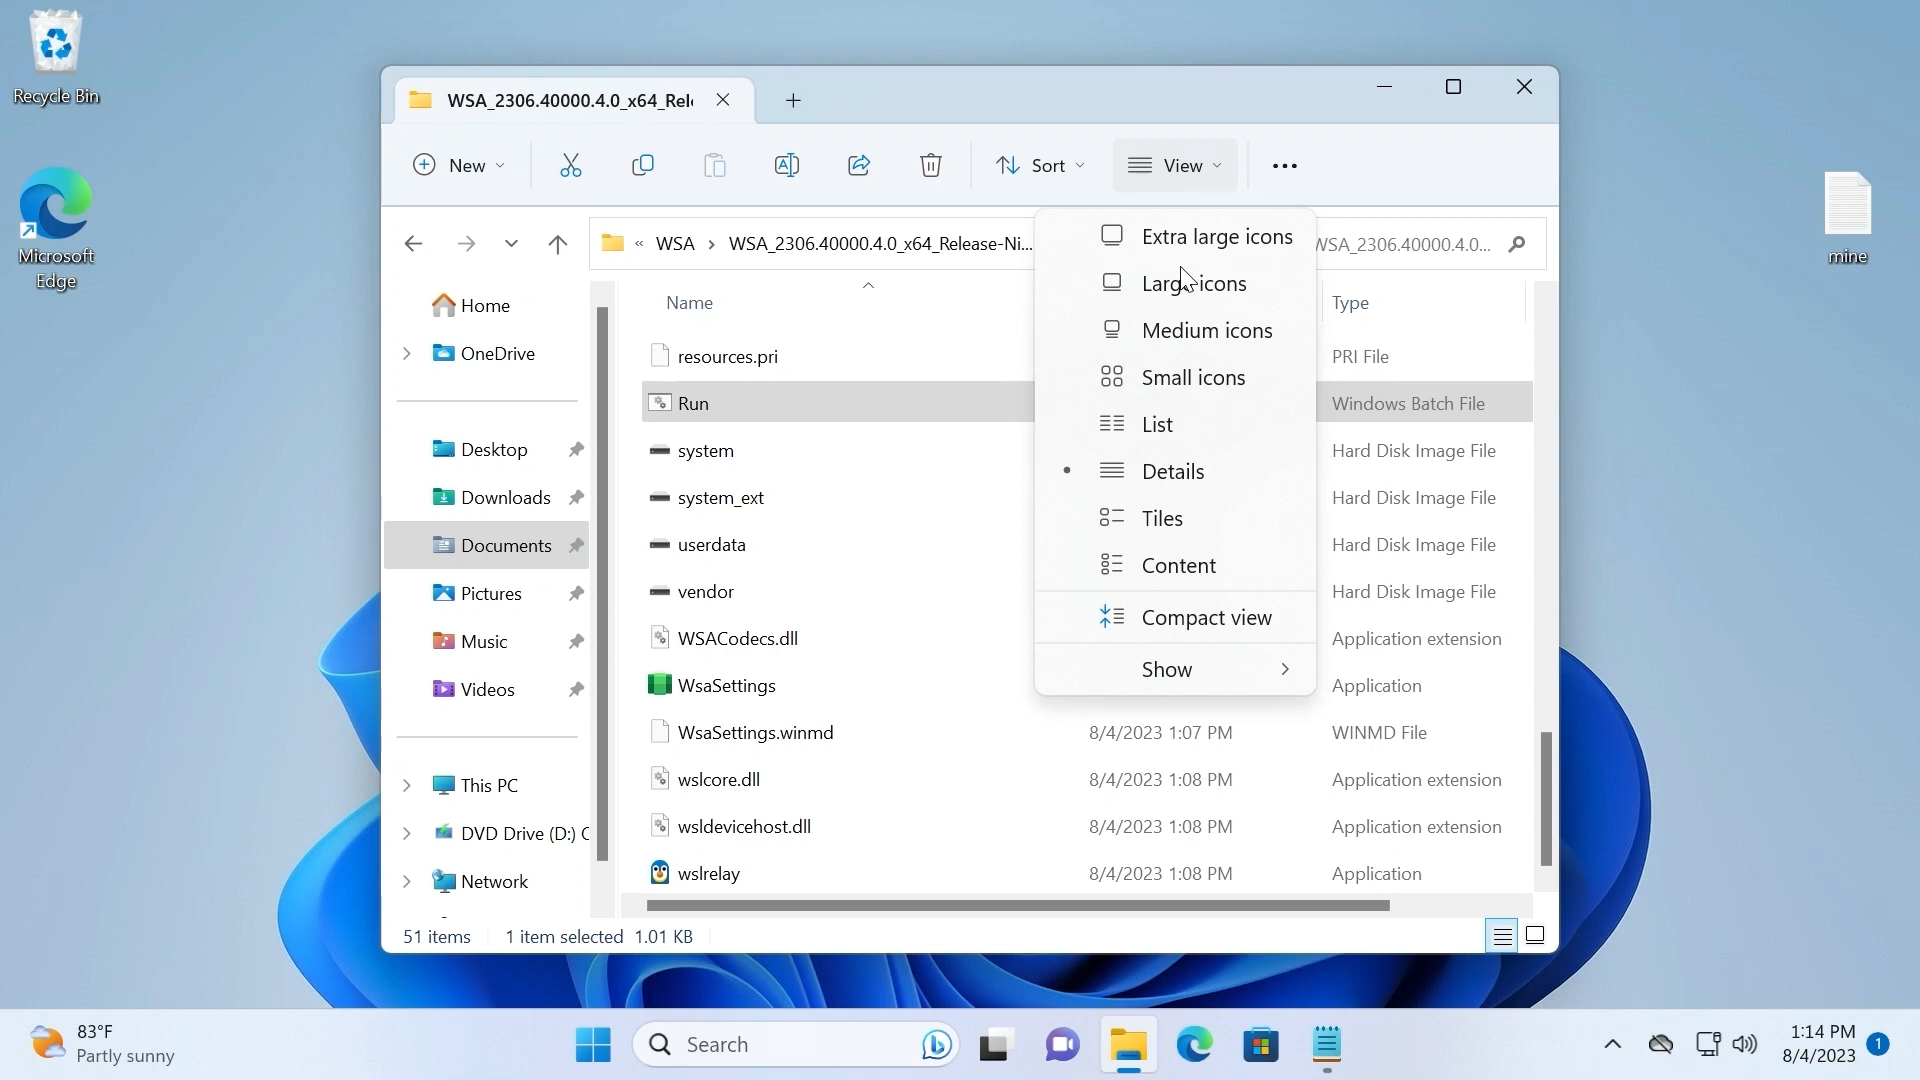 Recycle Bin
Microsoft
Edge
mine
WSA_2306.40000.4.0_x64_Rele
New
Sort
View
WSA
WSA_2306.40000.4.0_x64_Release-Ni...
WSA_2306.40000.4.0...
Home
OneDrive
Desktop
Downloads
Documents
Pictures
Music
Videos
This PC
DVD Drive (D:) C
Network
Name
Type
resources.pri
PRI File
Run
Windows Batch File
system
Hard Disk Image File
system_ext
Hard Disk Image File
userdata
Hard Disk Image File
vendor
Hard Disk Image File
WSACodecs.dll
Application extension
WsaSettings
Application
WsaSettings.winmd 8/4/2023 1:07 PM WINMD File
wslcore.dll 8/4/2023 1:08 PM Application extension
wsldevicehost.dll 8/4/2023 1:08 PM Application extension
wslrelay 8/4/2023 1:08 PM Application
Extra large icons
Large icons
Medium icons
Small icons
List
Details
Tiles
Content
Compact view
Show
51 items 1 item selected 1.01 KB
83°F
Partly sunny
Search
1:14 PM
8/4/2023
1